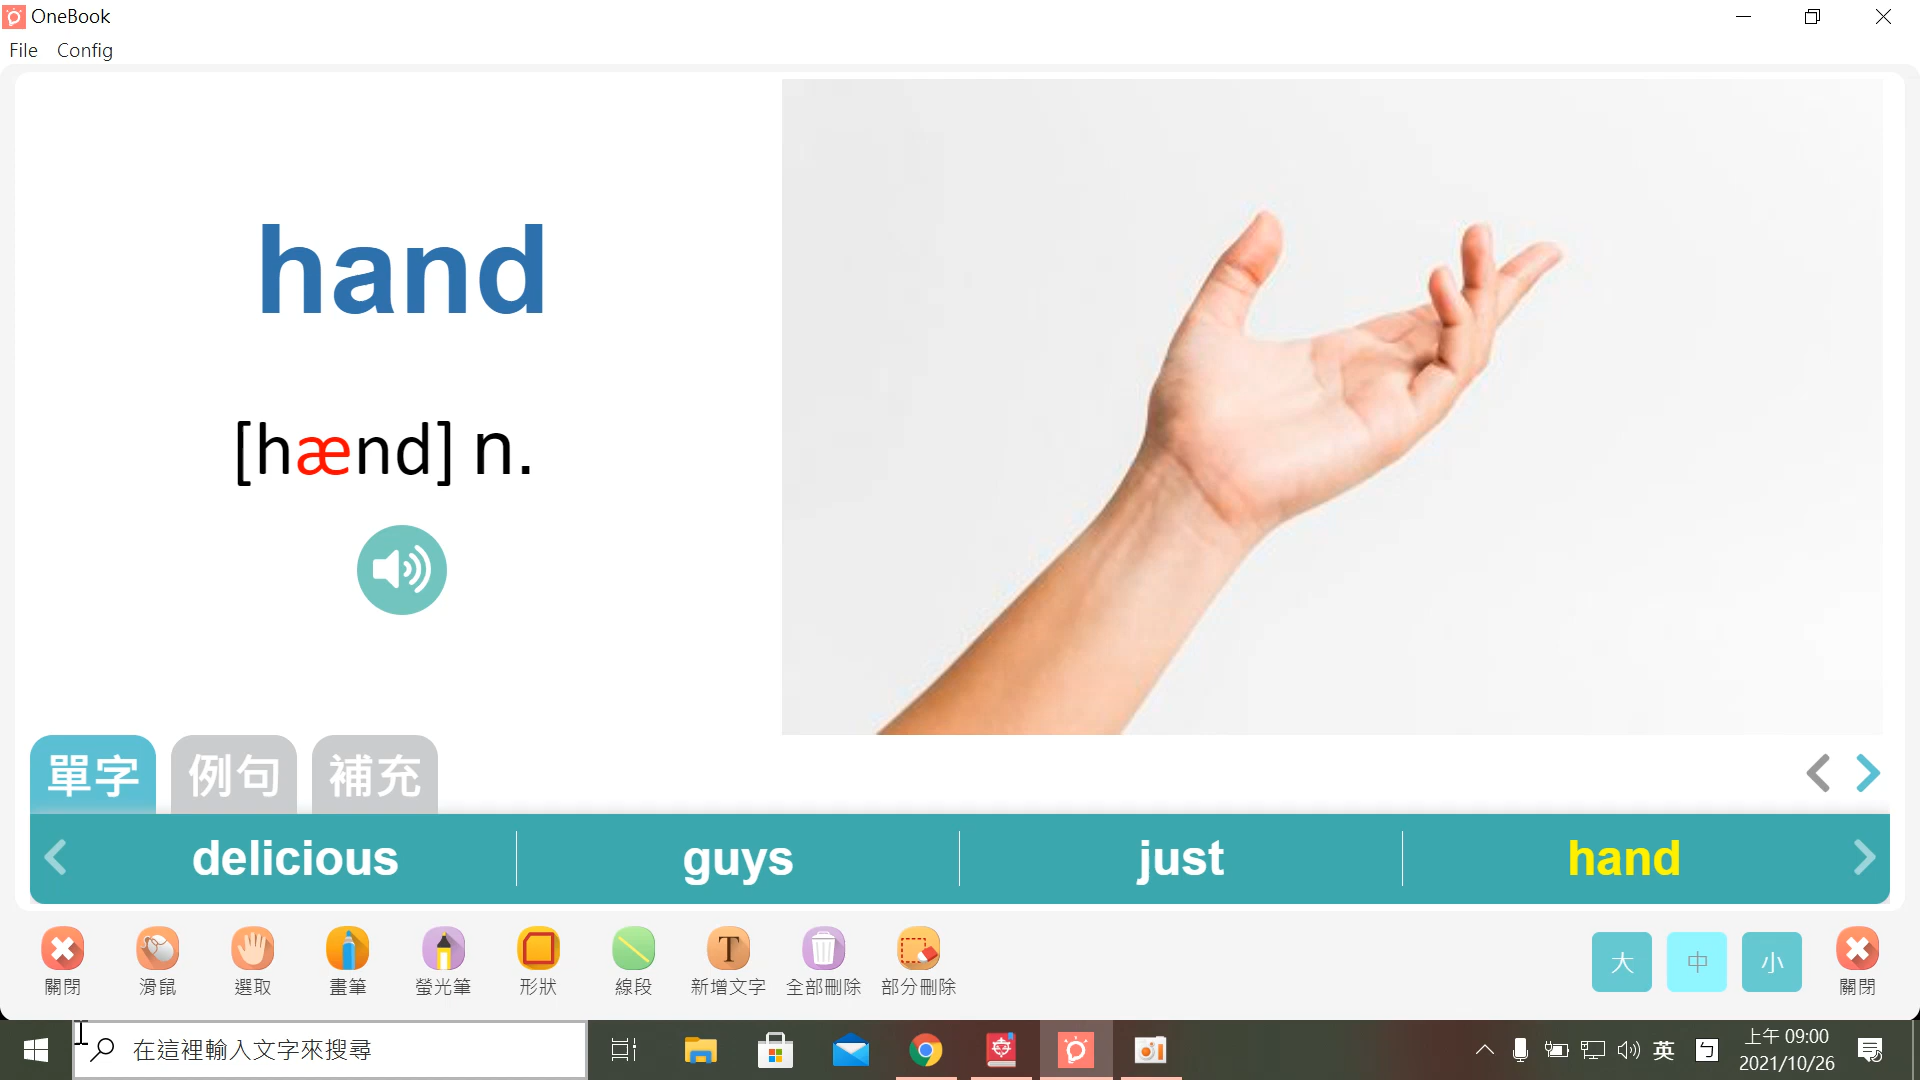 OneBook
File Config
hand
[hænd] n.
單字 例句 補充
delicious guys just hand
關閉 滑鼠 選取 畫筆 螢光筆 形狀 線段 新增文字 全部刪除 部分刪除 大 中 小 關閉
在這裡輸入文字來搜尋
英 ㄅ
上午 09:00
2021/10/26